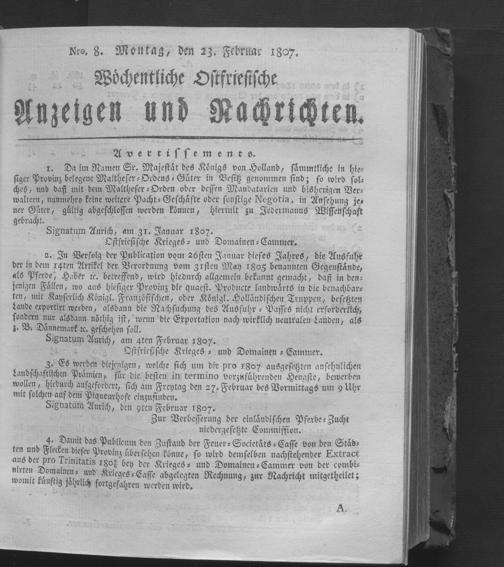 Nro. 8. Montag, den 23. Februar 1807.
Wöchentliche Ostfriesische
Anzeigen und Nachrichten.
Avertissements.
1. Da im Namen Sr. Majestät des Königs von Holland, sämmtliche in hie-
siger Provinz belegene Maltheser-Ordens-Güter in Besitz genommen sind; so wird sol-
ches, und daß mit dem Maltheser-Orden oder dessen Mandatarien und bisherigen Ver-
waltern, nunmehro keine weitere Pacht-Geschäfte oder sonstige Negotia, in Ansehung je-
ner Güter, gültig abgeschlossen werden können, hiermit zu Jedermanns Wissenschaft
gebracht.
Signatum Aurich, am 31. Januar 1807.
Ostfriesische Krieges- und Domainen-Cammer.
2. In Verfolg der Publication vom 26sten Januar dieses Jahres, die Ausfuhr
der in dem 14ten Artikel der Verordnung vom 31sten May 1805 benannten Gegenstände,
als Pferde, Haber ꝛc. betreffend, wird hiedurch allgemein bekannt gemacht, daß in den-
jenigen Fällen, wo aus hiesiger Provinz die quaest. Producte landwärts in die benachbar-
ten, mit Kayserlich Königl. Französischen, oder Königl. Holländischen Truppen, besetzten
Lande exportirt werden, alsdann die Nachsuchung des Ausfuhr-Passes nicht erforderlich,
sondern nur alsdann nöthig ist, wenn die Exportation nach wirklich neutralen Landen, als
z. B. Dännemark ꝛc. geschehen soll.
Signatum Aurich, am 4ten Februar 1807.
Ostfriesische Krieges- und Domainen-Cammer.
3. Es werden diejenigen, welche sich um die pro 1807 ausgesetzten ansehnlichen
Landschaftlichen Prämien, für die besten in termino vorzuführenden Hengste, bewerben
wollen, hiedurch aufgefordert, sich am Freytag den 27. Februar des Vormittags um 9 Uhr
mit solchen auf dem Piqueurhofe einzufinden.
Signatum Aurich, den 9ten Februar 1807.
Zur Verbesserung der einländischen Pferde-Zucht
niedergesetzte Commission.
4. Damit das Publicum den Zustand der Feuer-Societäts-Casse von den Städ-
ten und Flecken dieser Provinz übersehen könne, so wird demselben nachstehender Extract
aus der pro Trinitatis bey der Krieges- und Domainen-Cammer von der combi-
nirten Domainen- und Krieges-Casse abgelegten Rechnung, zur Nachricht mitgetheilet;
womit künftig jährlich fortgefahren werden wird.
A.